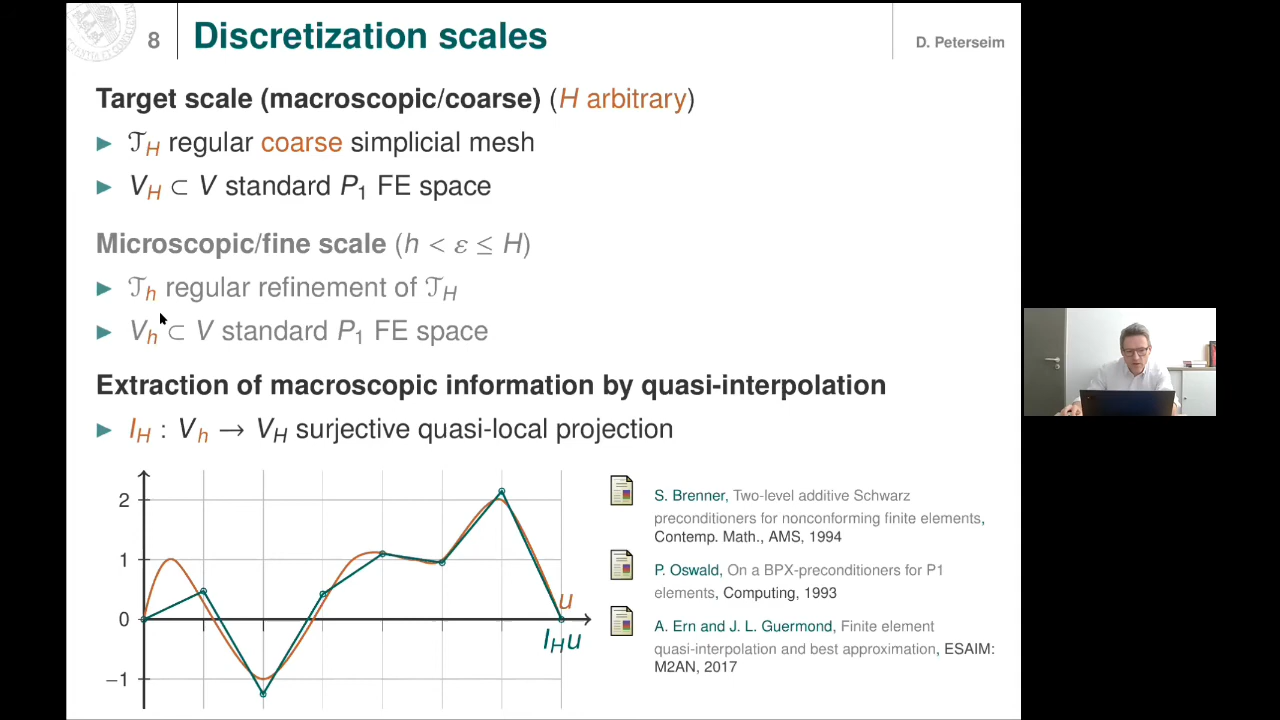 8 Discretization scales D. Peterseim
Target scale (macroscopic/coarse) (H arbitrary)
▶ 𝒯_H regular coarse simplicial mesh
▶ V_H ⊂ V standard P₁ FE space
Microscopic/fine scale (h < ε ≤ H)
▶ 𝒯_h regular refinement of 𝒯_H
▶ V_h ⊂ V standard P₁ FE space
Extraction of macroscopic information by quasi-interpolation
▶ I_H : V_h → V_H surjective quasi-local projection
2
1
0
−1
u
I_H u
S. Brenner, Two-level additive Schwarz
preconditioners for nonconforming finite elements,
Contemp. Math., AMS, 1994
P. Oswald, On a BPX-preconditioners for P1
elements, Computing, 1993
A. Ern and J. L. Guermond, Finite element
quasi-interpolation and best approximation, ESAIM:
M2AN, 2017